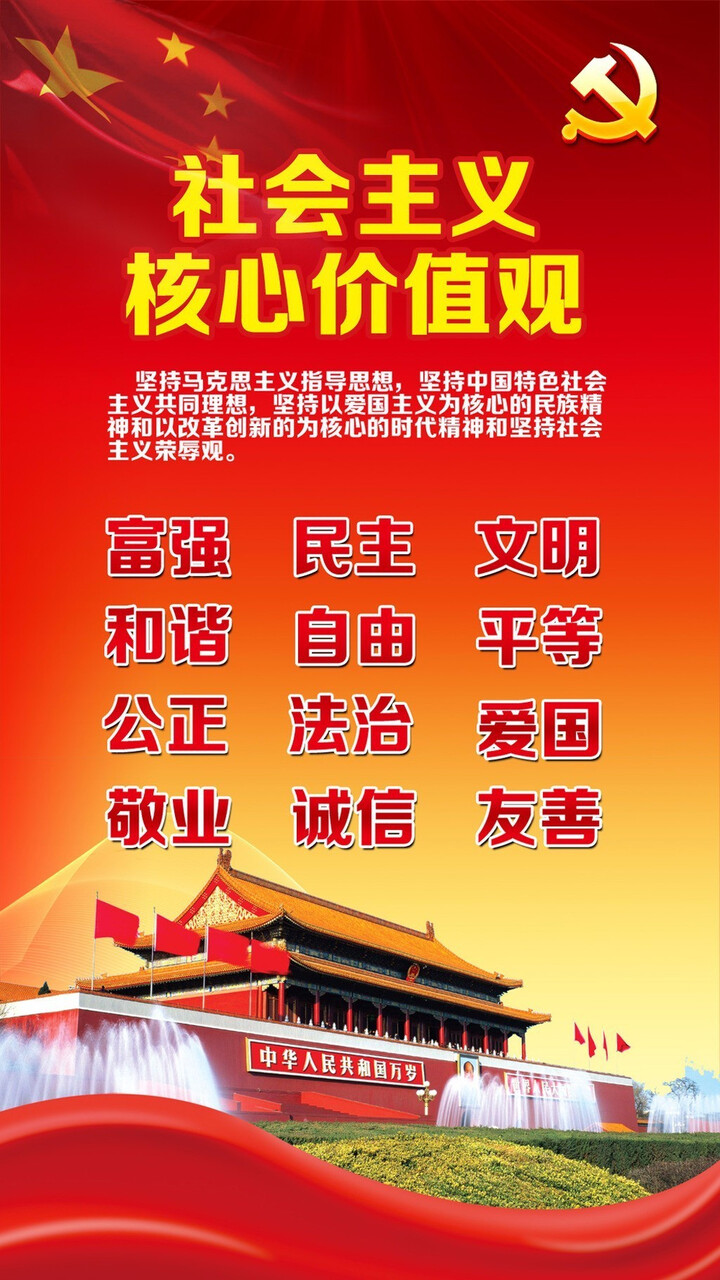 社会主义
核心价值观
坚持马克思主义指导思想，坚持中国特色社会
主义共同理想，坚持以爱国主义为核心的民族精
神和以改革创新的为核心的时代精神和坚持社会
主义荣辱观。
富强 民主 文明
和谐 自由 平等
公正 法治 爱国
敬业 诚信 友善
中华人民共和国万岁